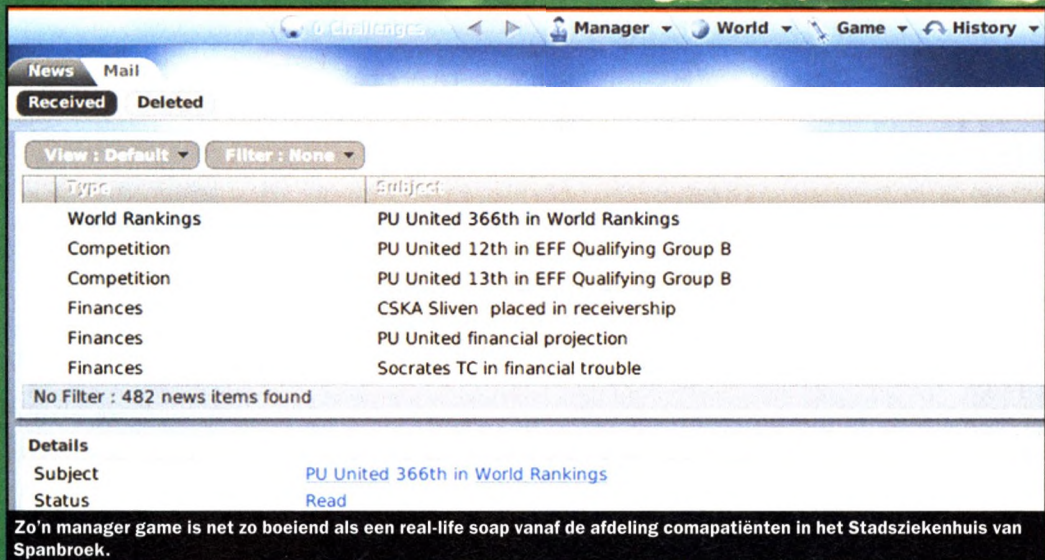 0 Challenges Manager World Game History
News Mail
Received Deleted
View : Default Filter : None
Type Subject
World Rankings PU United 366th in World Rankings
Competition PU United 12th in EFF Qualifying Group B
Competition PU United 13th in EFF Qualifying Group B
Finances CSKA Sliven placed in receivership
Finances PU United financial projection
Finances Socrates TC in financial trouble
No Filter : 482 news items found
Details
Subject PU United 366th in World Rankings
Status Read
Zo'n manager game is net zo boeiend als een real-life soap vanaf de afdeling comapatiënten in het Stadsziekenhuis van
Spanbroek.